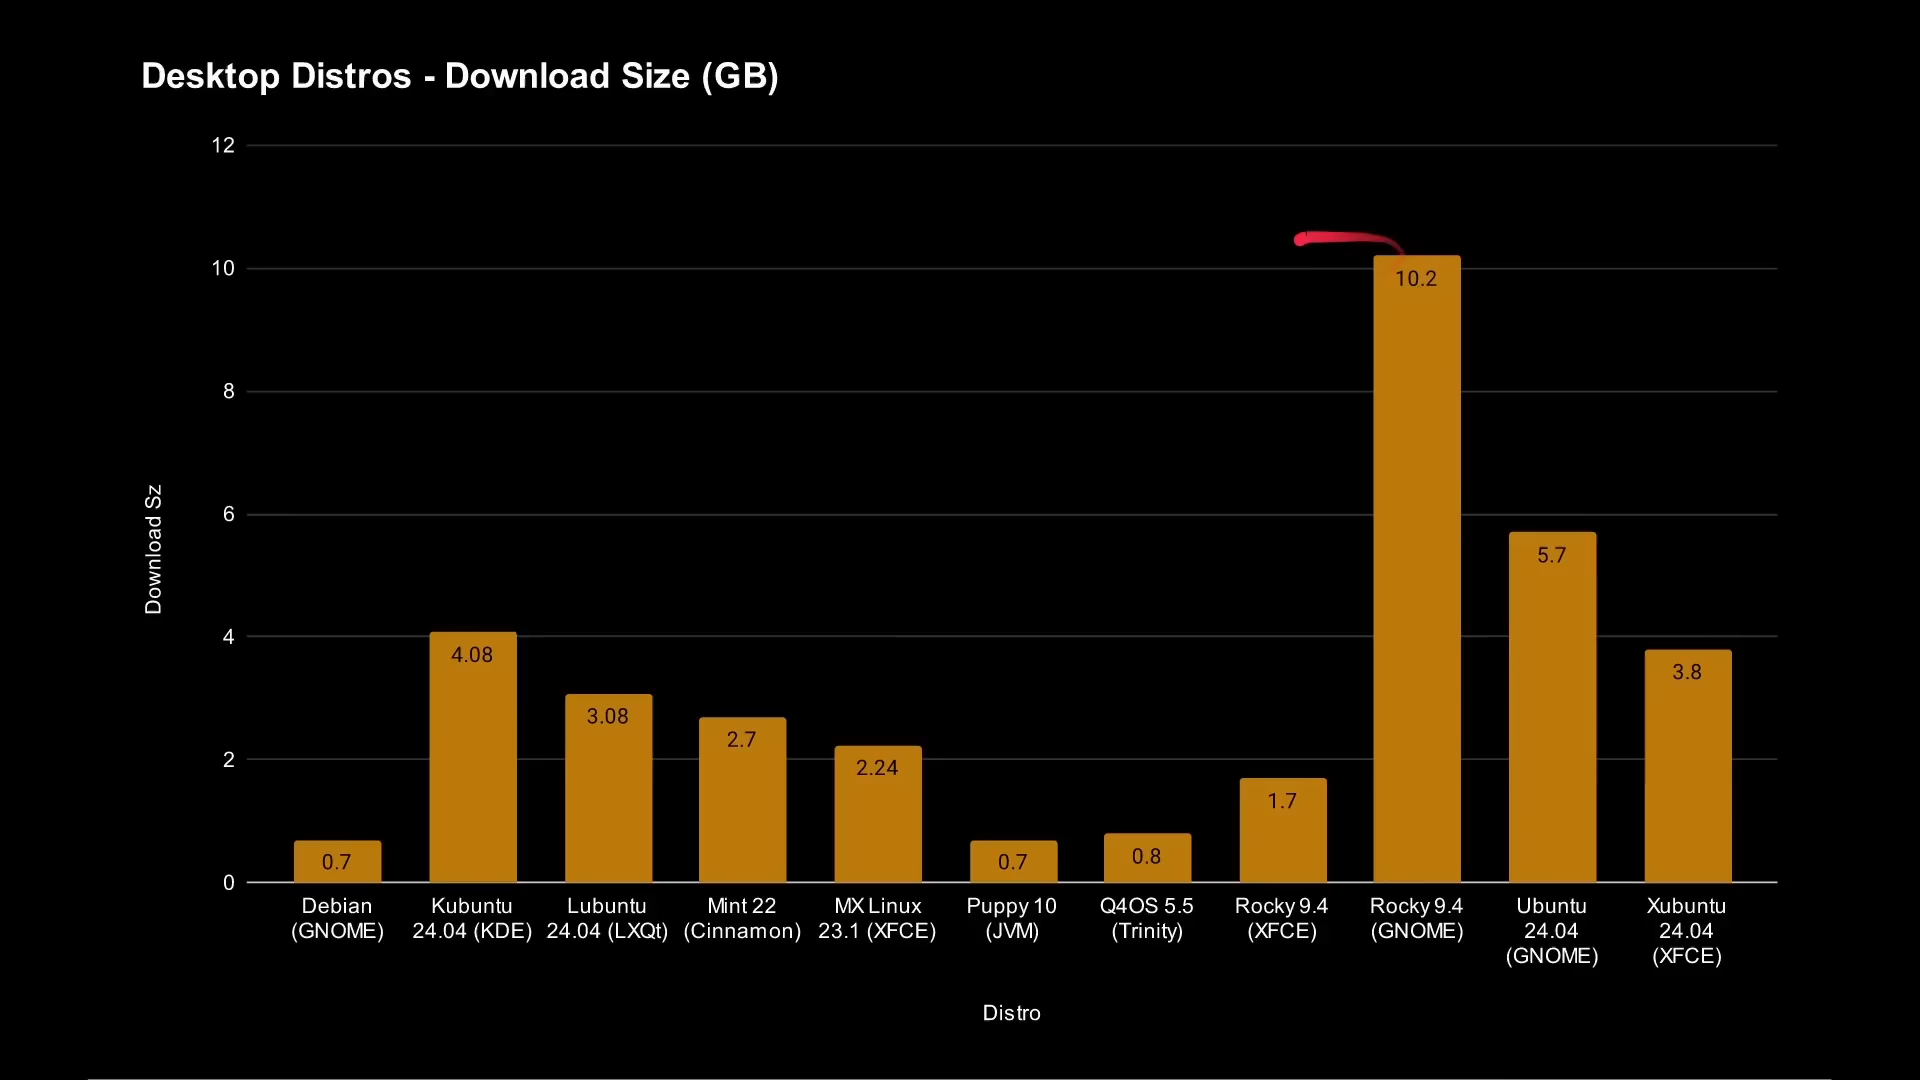 Desktop Distros - Download Size (GB)
12
10
8
6
4
2
0
Download Sz
0.7
4.08
3.08
2.7
2.24
0.7
0.8
1.7
10.2
5.7
3.8
Debian
(GNOME)
Kubuntu
24.04 (KDE)
Lubuntu
24.04 (LXQt)
Mint 22
(Cinnamon)
MX Linux
23.1 (XFCE)
Puppy 10
(JVM)
Q4OS 5.5
(Trinity)
Rocky 9.4
(XFCE)
Rocky 9.4
(GNOME)
Ubuntu
24.04
(GNOME)
Xubuntu
24.04
(XFCE)
Distro